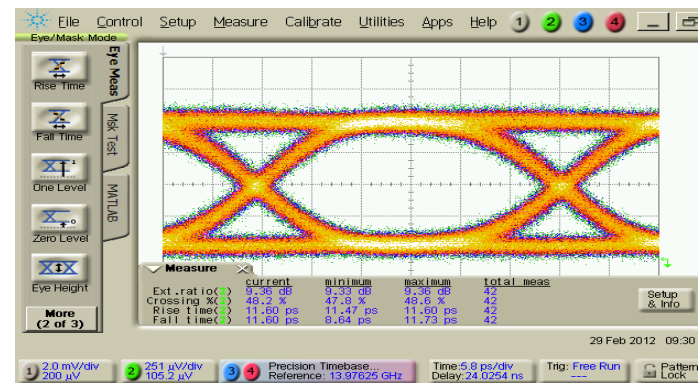 File Control Setup Measure Calibrate Utilities Apps Help 1 2 3 4
Eye/Mask Mode
Eye Meas
Rise Time
Fall Time
Msk Test
1
One Level
MATLAB
0
Zero Level
Eye Height
More
(2 of 3)
Measure
current minimum maximum total meas
Ext.ratio(2) 9.36 dB 9.33 dB 9.36 dB 42
Crossing %(2) 48.2 % 47.8 % 48.6 % 42
Rise time(2) 11.60 ps 11.47 ps 11.60 ps 42
Fall time(2) 11.60 ps 8.64 ps 11.73 ps 42
Setup
& Info
29 Feb 2012 09:30
1 2.0 mV/div 2 251 µV/div 3 4 Precision Timebase... Time:5.8 ps/div Trig: Free Run Pattern
200 µV 105.2 µV Reference: 13.97625 GHz Delay:24.0254 ns --- Lock